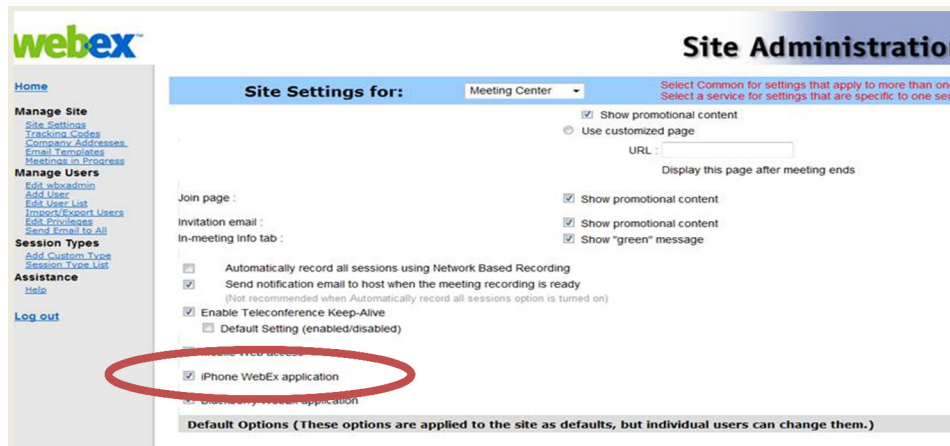 webex
Site Administratio
Home
Manage Site
Site Settings
Tracking Codes
Company Addresses
Email Templates
Meetings in Progress
Manage Users
Edit wbxadmin
Add User
Edit User List
Import/Export Users
Edit Privileges
Send Email to All
Session Types
Add Custom Type
Session Type List
Assistance
Help
Log out
Site Settings for:
Meeting Center
Select Common for settings that apply to more than on
Select a service for settings that are specific to one ser
Show promotional content
Use customized page
URL :
Display this page after meeting ends
Join page :
Show promotional content
Invitation email :
Show promotional content
In-meeting Info tab :
Show "green" message
Automatically record all sessions using Network Based Recording
Send notification email to host when the meeting recording is ready
(Not recommended when Automatically record all sessions option is turned on)
Enable Teleconference Keep-Alive
Default Setting (enabled/disabled)
Mobile Web access
iPhone WebEx application
Blackberry WebEx application
Default Options (These options are applied to the site as defaults, but individual users can change them.)